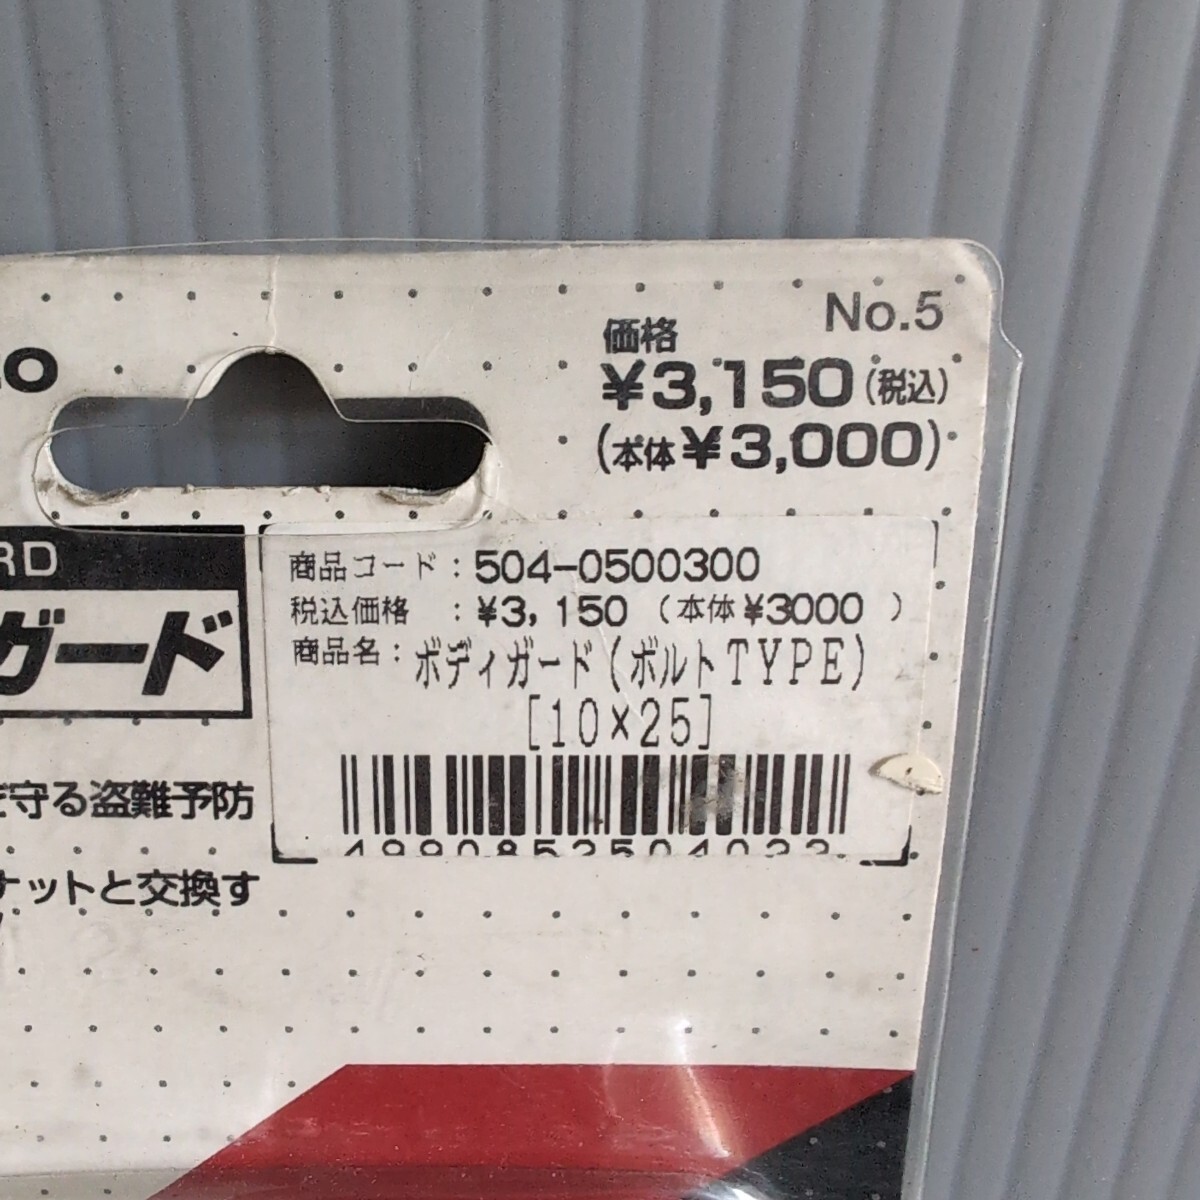 No.5
価格
¥3,150(税込)
(本体¥3,000)
RD
ガード
商品コード:504-0500300
税込価格 :¥3,150(本体¥3000 )
商品名:ボディガード(ボルトTYPE)
[10×25]
を守る盗難予防
ナットと交換す